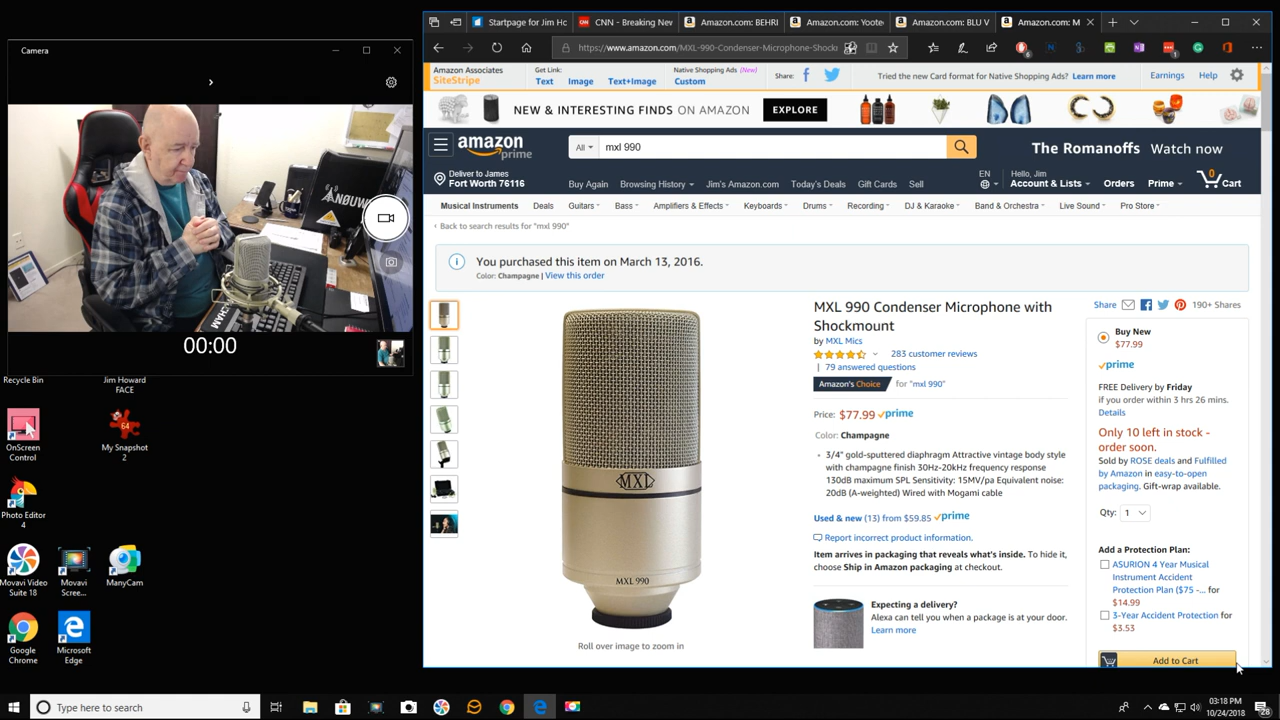 Camera
00:00
Recycle Bin
Jim Howard
FACE
OnScreen
Control
My Snapshot
2
Photo Editor
4
Movavi Video
Suite 18
Movavi
Scree...
ManyCam
Google
Chrome
Microsoft
Edge
Startpage for Jim Hc
CNN - Breaking Nev
Amazon.com: BEHRI
Amazon.com: Yoote
Amazon.com: BLU V
Amazon.com: M
https://www.amazon.com/MXL-990-Condenser-Microphone-Shock
Amazon Associates
SiteStripe
Get Link:
Text Image Text+Image
Native Shopping Ads (New)
Custom
Share:
Tried the new Card format for Native Shopping Ads? Learn more
Earnings Help
NEW & INTERESTING FINDS ON AMAZON EXPLORE
amazon
prime
All mxl 990
The Romanoffs Watch now
Deliver to James
Fort Worth 76116
Buy Again Browsing History Jim's Amazon.com Today's Deals Gift Cards Sell
EN
Hello, Jim
Account & Lists Orders Prime 0 Cart
Musical Instruments Deals Guitars Bass Amplifiers & Effects Keyboards Drums Recording DJ & Karaoke Band & Orchestra Live Sound Pro Store
‹ Back to search results for "mxl 990"
You purchased this item on March 13, 2016.
Color: Champagne | View this order
MXL
MXL 990
Roll over image to zoom in
MXL 990 Condenser Microphone with
Shockmount
by MXL Mics
283 customer reviews
| 79 answered questions
Amazon's Choice for "mxl 990"
Price: $77.99 prime
Color: Champagne
• 3/4" gold-sputtered diaphragm Attractive vintage body style
with champagne finish 30Hz-20kHz frequency response
130dB maximum SPL Sensitivity: 15MV/pa Equivalent noise:
20dB (A-weighted) Wired with Mogami cable
Used & new (13) from $59.85 prime
Report incorrect product information.
Item arrives in packaging that reveals what's inside. To hide it,
choose Ship in Amazon packaging at checkout.
Expecting a delivery?
Alexa can tell you when a package is at your door.
Learn more
Share 190+ Shares
Buy New
$77.99
prime
FREE Delivery by Friday
if you order within 3 hrs 26 mins.
Details
Only 10 left in stock -
order soon.
Sold by ROSE deals and Fulfilled
by Amazon in easy-to-open
packaging. Gift-wrap available.
Qty: 1
Add a Protection Plan:
ASURION 4 Year Musical
Instrument Accident
Protection Plan ($75 -... for
$14.99
3-Year Accident Protection for
$3.53
Add to Cart
Type here to search
03:18 PM
10/24/2018
28